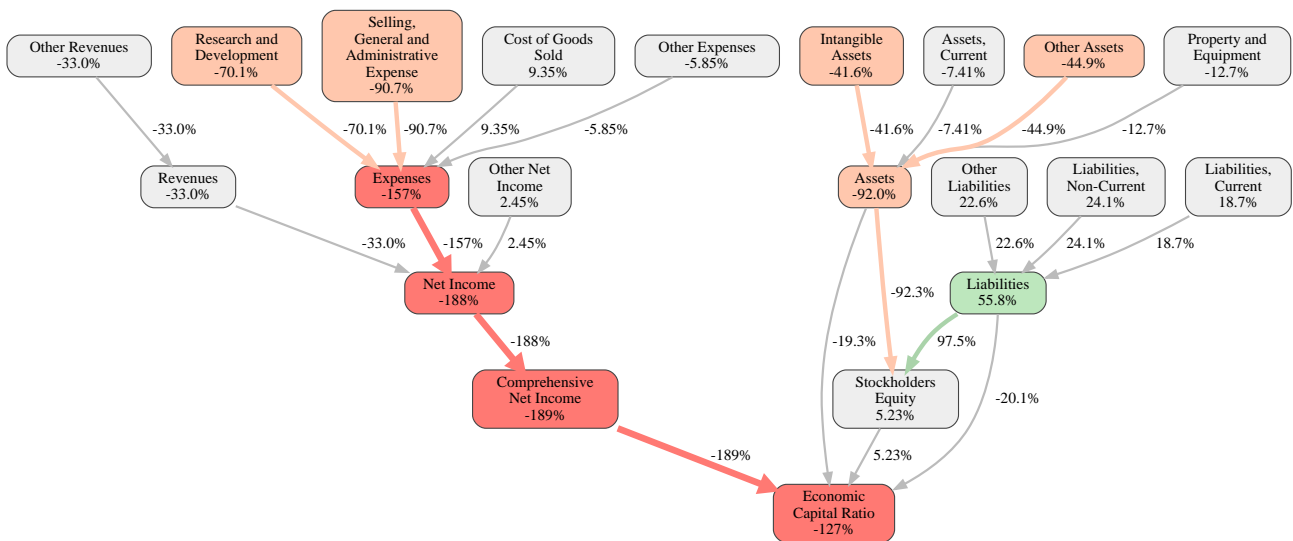 Other Revenues
-33.0%
Research and
Development
-70.1%
Selling,
General and
Administrative
Expense
-90.7%
Cost of Goods
Sold
9.35%
Other Expenses
-5.85%
Intangible
Assets
-41.6%
Assets,
Current
-7.41%
Other Assets
-44.9%
Property and
Equipment
-12.7%
-33.0%
-70.1%
-90.7%
9.35%
-5.85%
-41.6%
-7.41%
-44.9%
-12.7%
Revenues
-33.0%
Expenses
-157%
Other Net
Income
2.45%
Assets
-92.0%
Other
Liabilities
22.6%
Liabilities,
Non-Current
24.1%
Liabilities,
Current
18.7%
-33.0%
-157%
2.45%
22.6%
24.1%
18.7%
Net Income
-188%
-92.3%
Liabilities
55.8%
-188%
-19.3%
97.5%
Comprehensive
Net Income
-189%
Stockholders
Equity
5.23%
-20.1%
-189%
5.23%
Economic
Capital Ratio
-127%